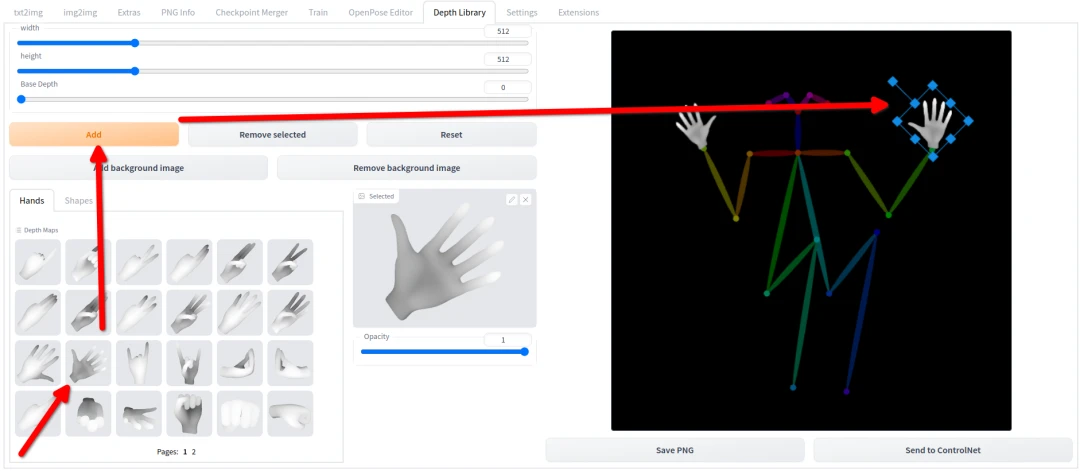 txt2img img2img Extras PNG Info Checkpoint Merger Train OpenPose Editor Depth Library Settings Extensions
width 512
height 512
Base Depth 0
Add Remove selected Reset
Add background image Remove background image
Hands Shapes
Selected
Depth Maps
Opacity 1
Pages: 1 2
Save PNG Send to ControlNet